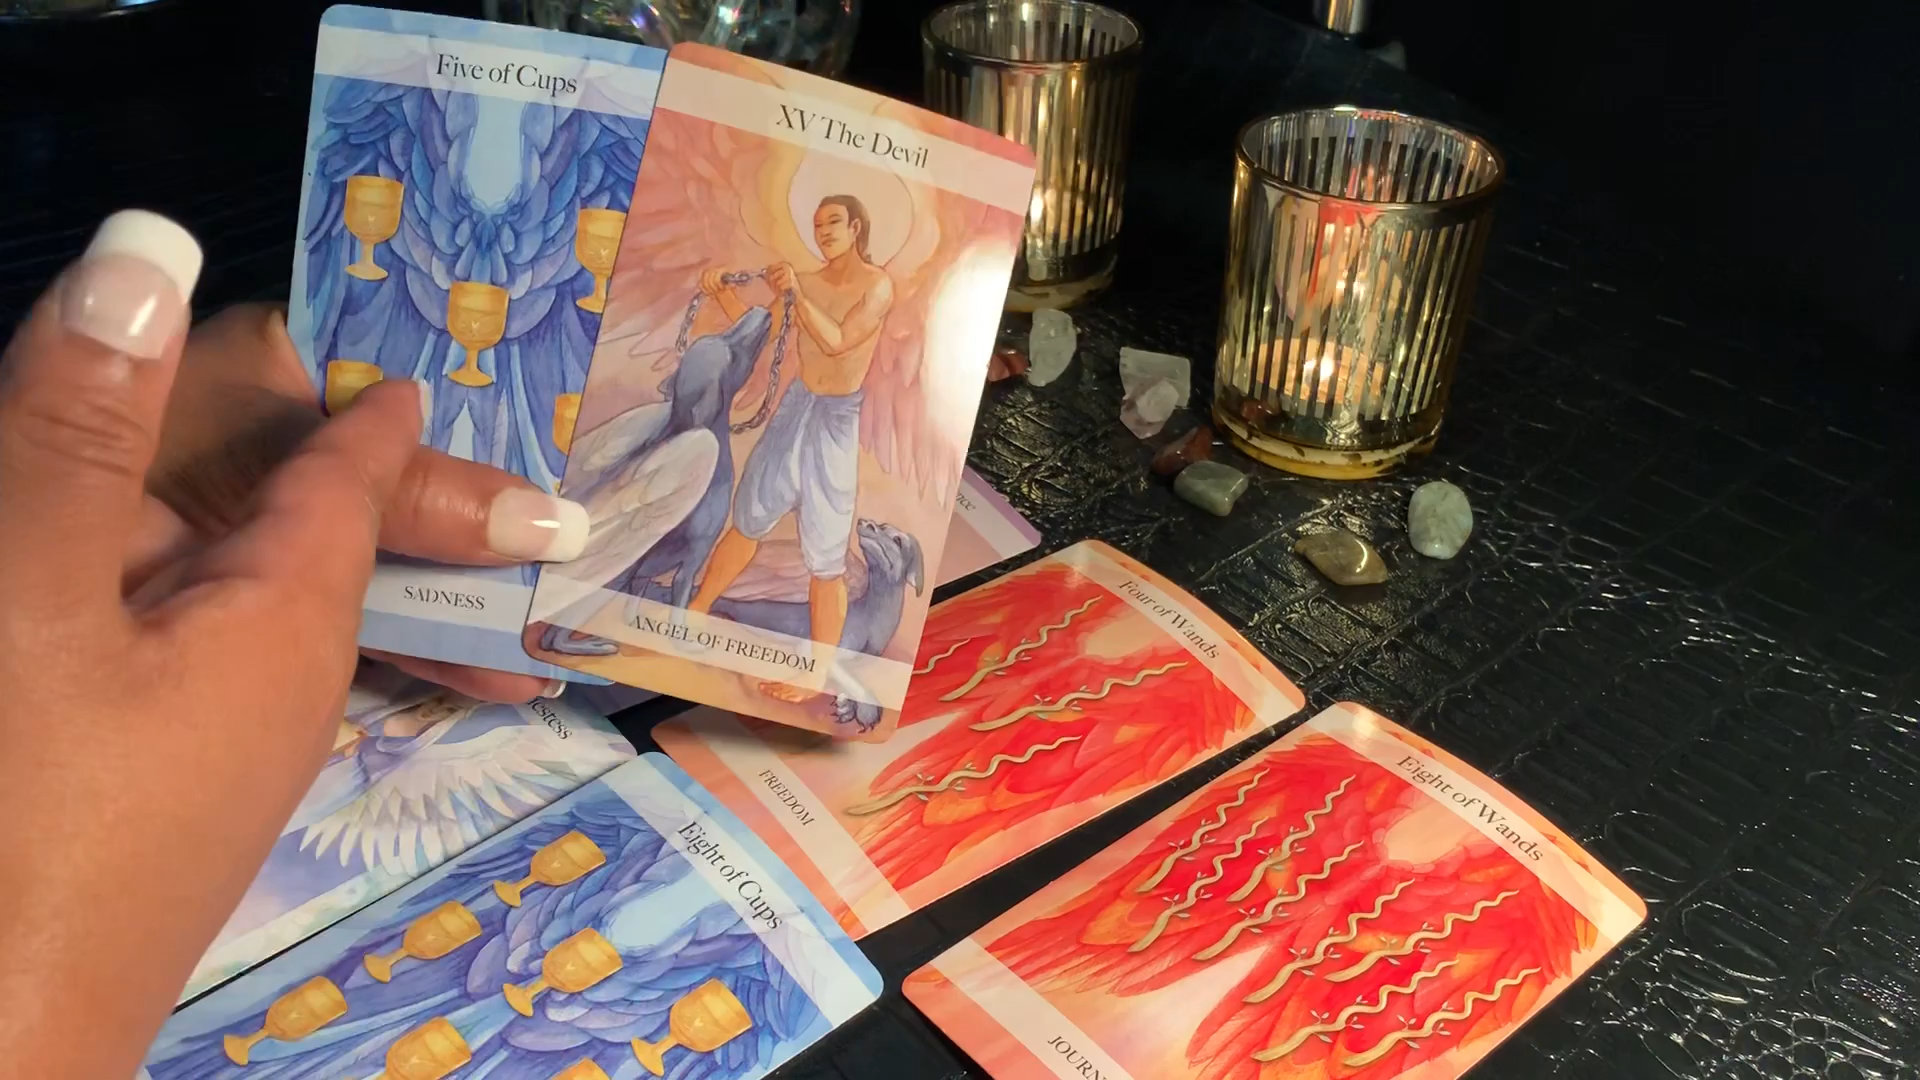 Five of Cups
XV The Devil
SADNESS
ANGEL OF FREEDOM
Four of Wands
FREEDOM
Eight of Cups
Eight of Wands